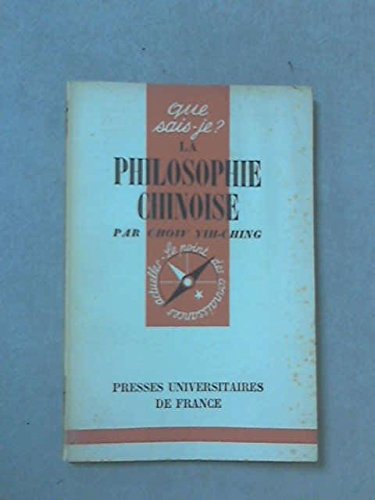 que
sais-je?
LA
PHILOSOPHIE
CHINOISE
PAR CHOW YIH-CHING
le point des connaissances actuelles
PRESSES UNIVERSITAIRES
DE FRANCE